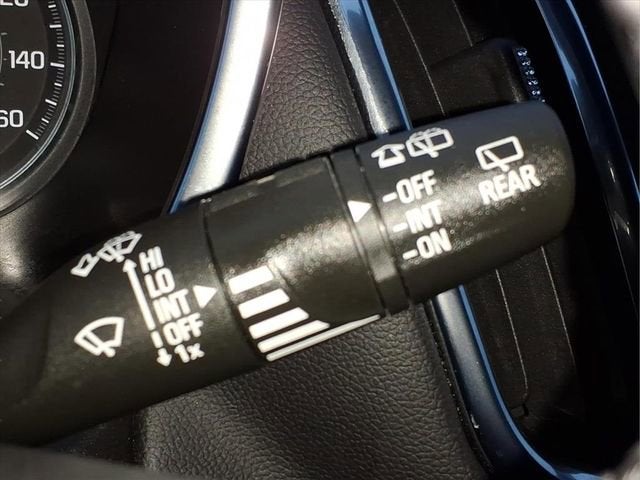 140
60
HI
LO
INT
OFF
1x
-OFF
-INT
-ON
REAR